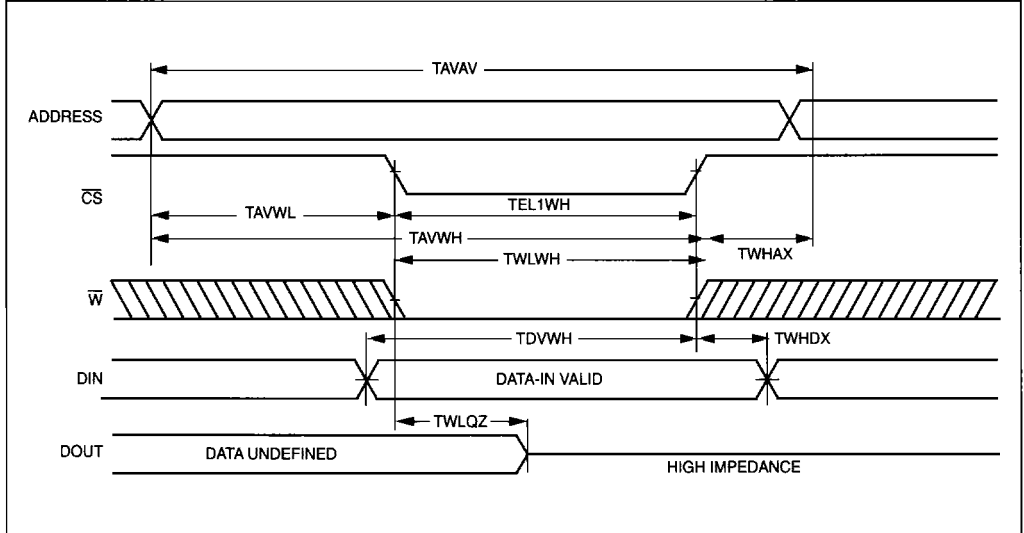 TAVAV
ADDRESS
C̅S̅
TEL1WH
TAVWL
TAVWH
TWHAX
TWLWH
W̅
TDVWH
TWHDX
DIN
DATA-IN VALID
TWLQZ
DOUT
DATA UNDEFINED
HIGH IMPEDANCE